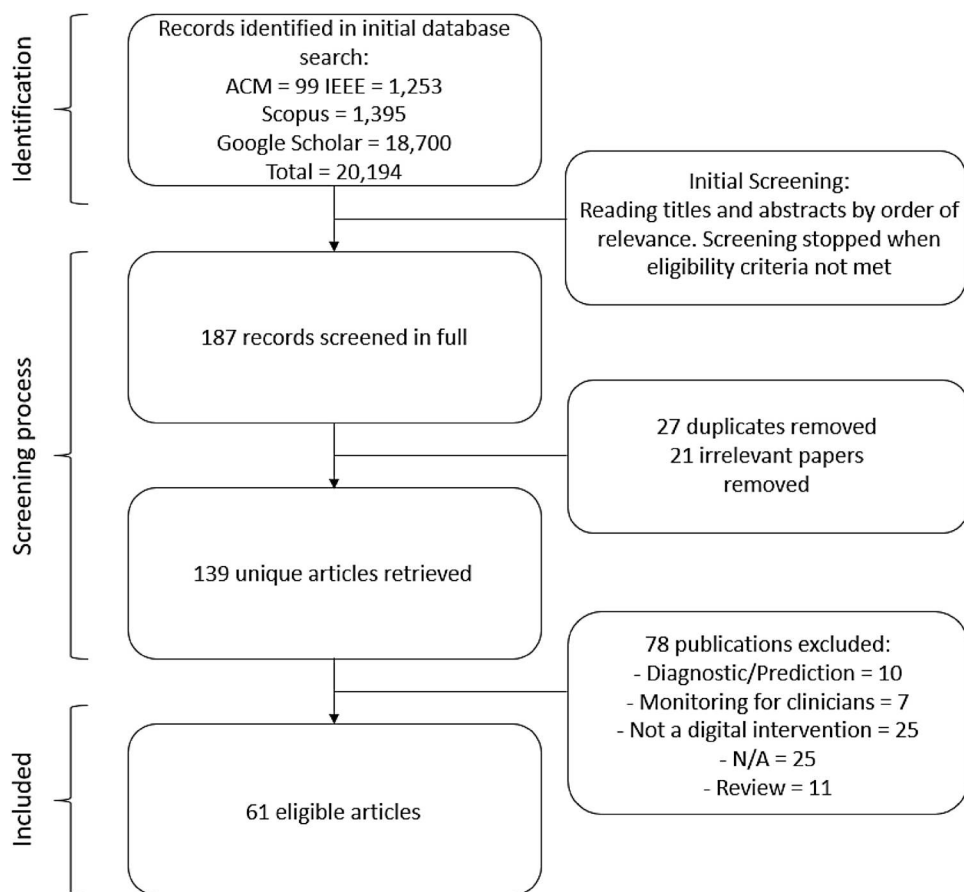 Identification
Records identified in initial database
search:
ACM = 99 IEEE = 1,253
Scopus = 1,395
Google Scholar = 18,700
Total = 20,194
Initial Screening:
Reading titles and abstracts by order of
relevance. Screening stopped when
eligibility criteria not met
Screening process
187 records screened in full
27 duplicates removed
21 irrelevant papers
removed
139 unique articles retrieved
78 publications excluded:
- Diagnostic/Prediction = 10
- Monitoring for clinicians = 7
- Not a digital intervention = 25
- N/A = 25
- Review = 11
Included
61 eligible articles